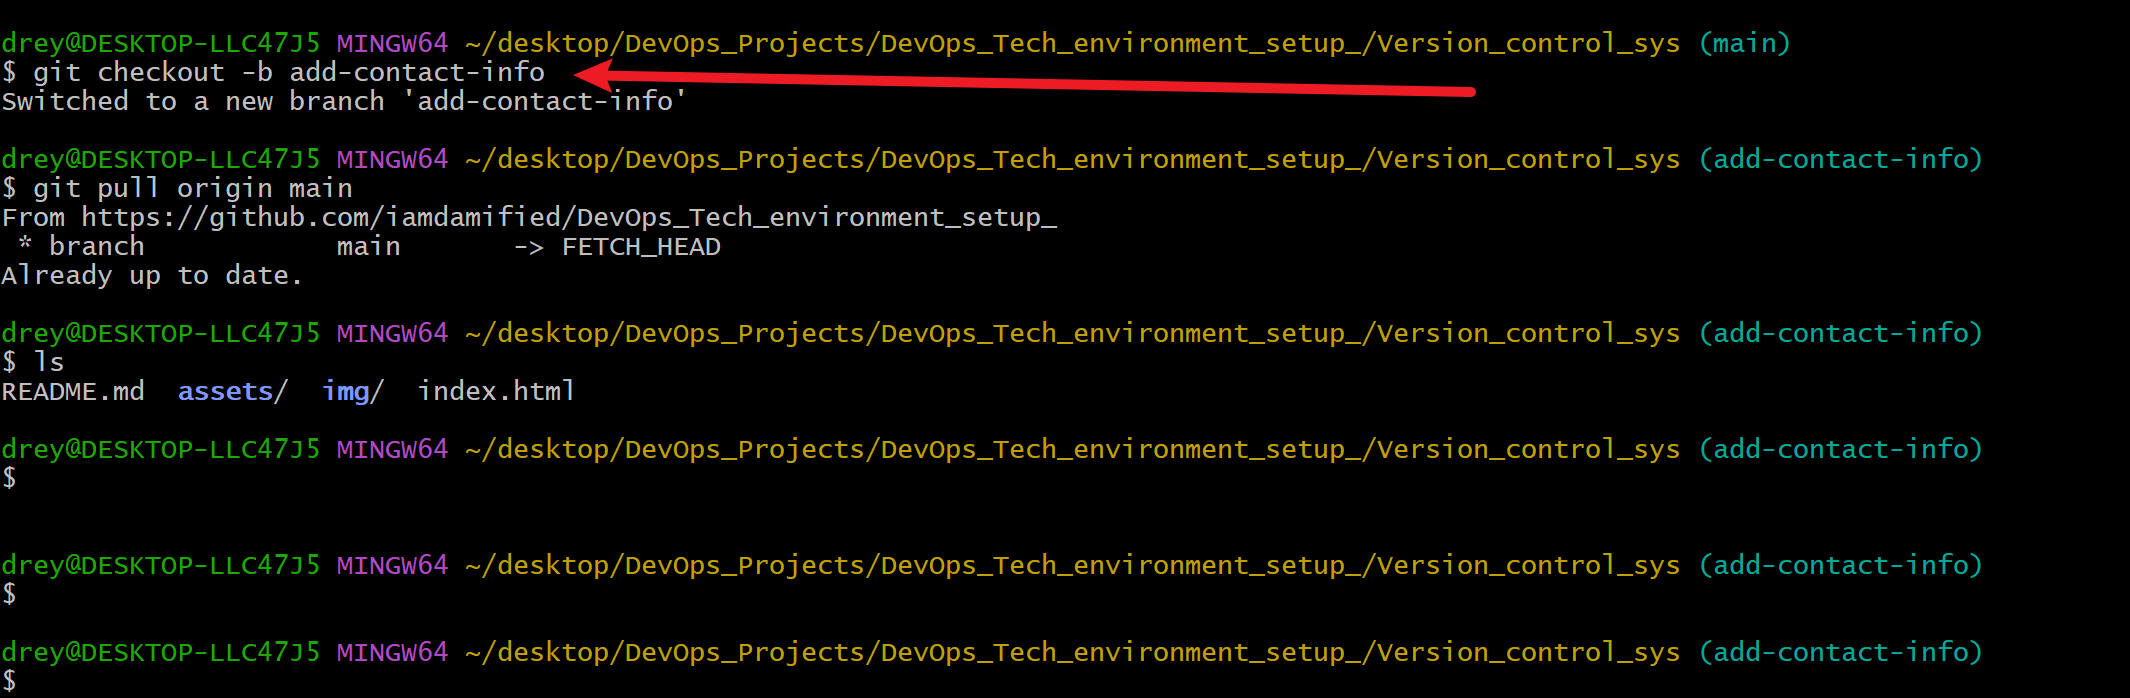 drey@DESKTOP-LLC47J5 MINGW64 ~/desktop/DevOps_Projects/DevOps_Tech_environment_setup_/Version_control_sys (main)
$ git checkout -b add-contact-info
Switched to a new branch 'add-contact-info'
drey@DESKTOP-LLC47J5 MINGW64 ~/desktop/DevOps_Projects/DevOps_Tech_environment_setup_/Version_control_sys (add-contact-info)
$ git pull origin main
From https://github.com/iamdamified/DevOps_Tech_environment_setup_
 * branch            main       -> FETCH_HEAD
Already up to date.
drey@DESKTOP-LLC47J5 MINGW64 ~/desktop/DevOps_Projects/DevOps_Tech_environment_setup_/Version_control_sys (add-contact-info)
$ ls
README.md  assets/  img/  index.html
drey@DESKTOP-LLC47J5 MINGW64 ~/desktop/DevOps_Projects/DevOps_Tech_environment_setup_/Version_control_sys (add-contact-info)
$
drey@DESKTOP-LLC47J5 MINGW64 ~/desktop/DevOps_Projects/DevOps_Tech_environment_setup_/Version_control_sys (add-contact-info)
$
drey@DESKTOP-LLC47J5 MINGW64 ~/desktop/DevOps_Projects/DevOps_Tech_environment_setup_/Version_control_sys (add-contact-info)
$